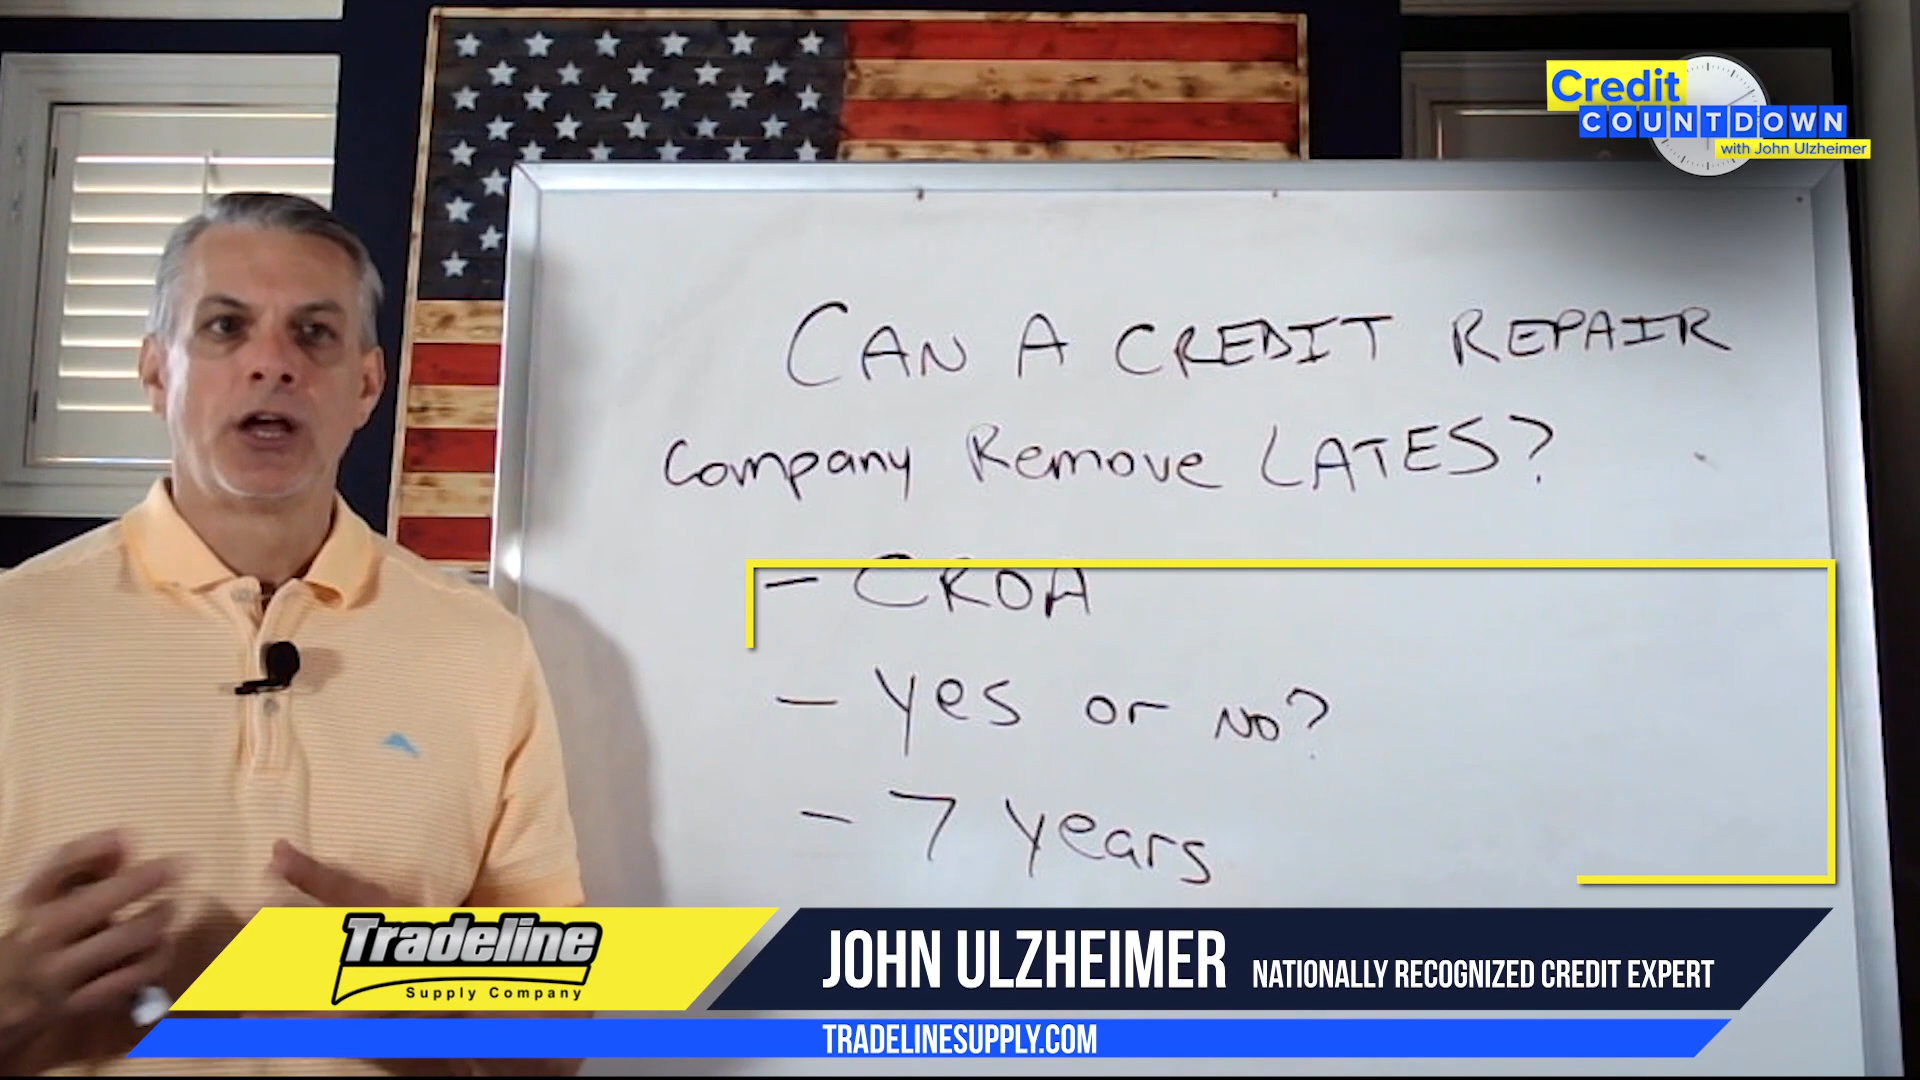 Credit
COUNTDOWN
with John Ulzheimer
CAN A CREDIT REPAIR
Company Remove LATES?
- CROA
- Yes or No?
- 7 Years
Tradeline
Supply Company
JOHN ULZHEIMER NATIONALLY RECOGNIZED CREDIT EXPERT
TRADELINESUPPLY.COM